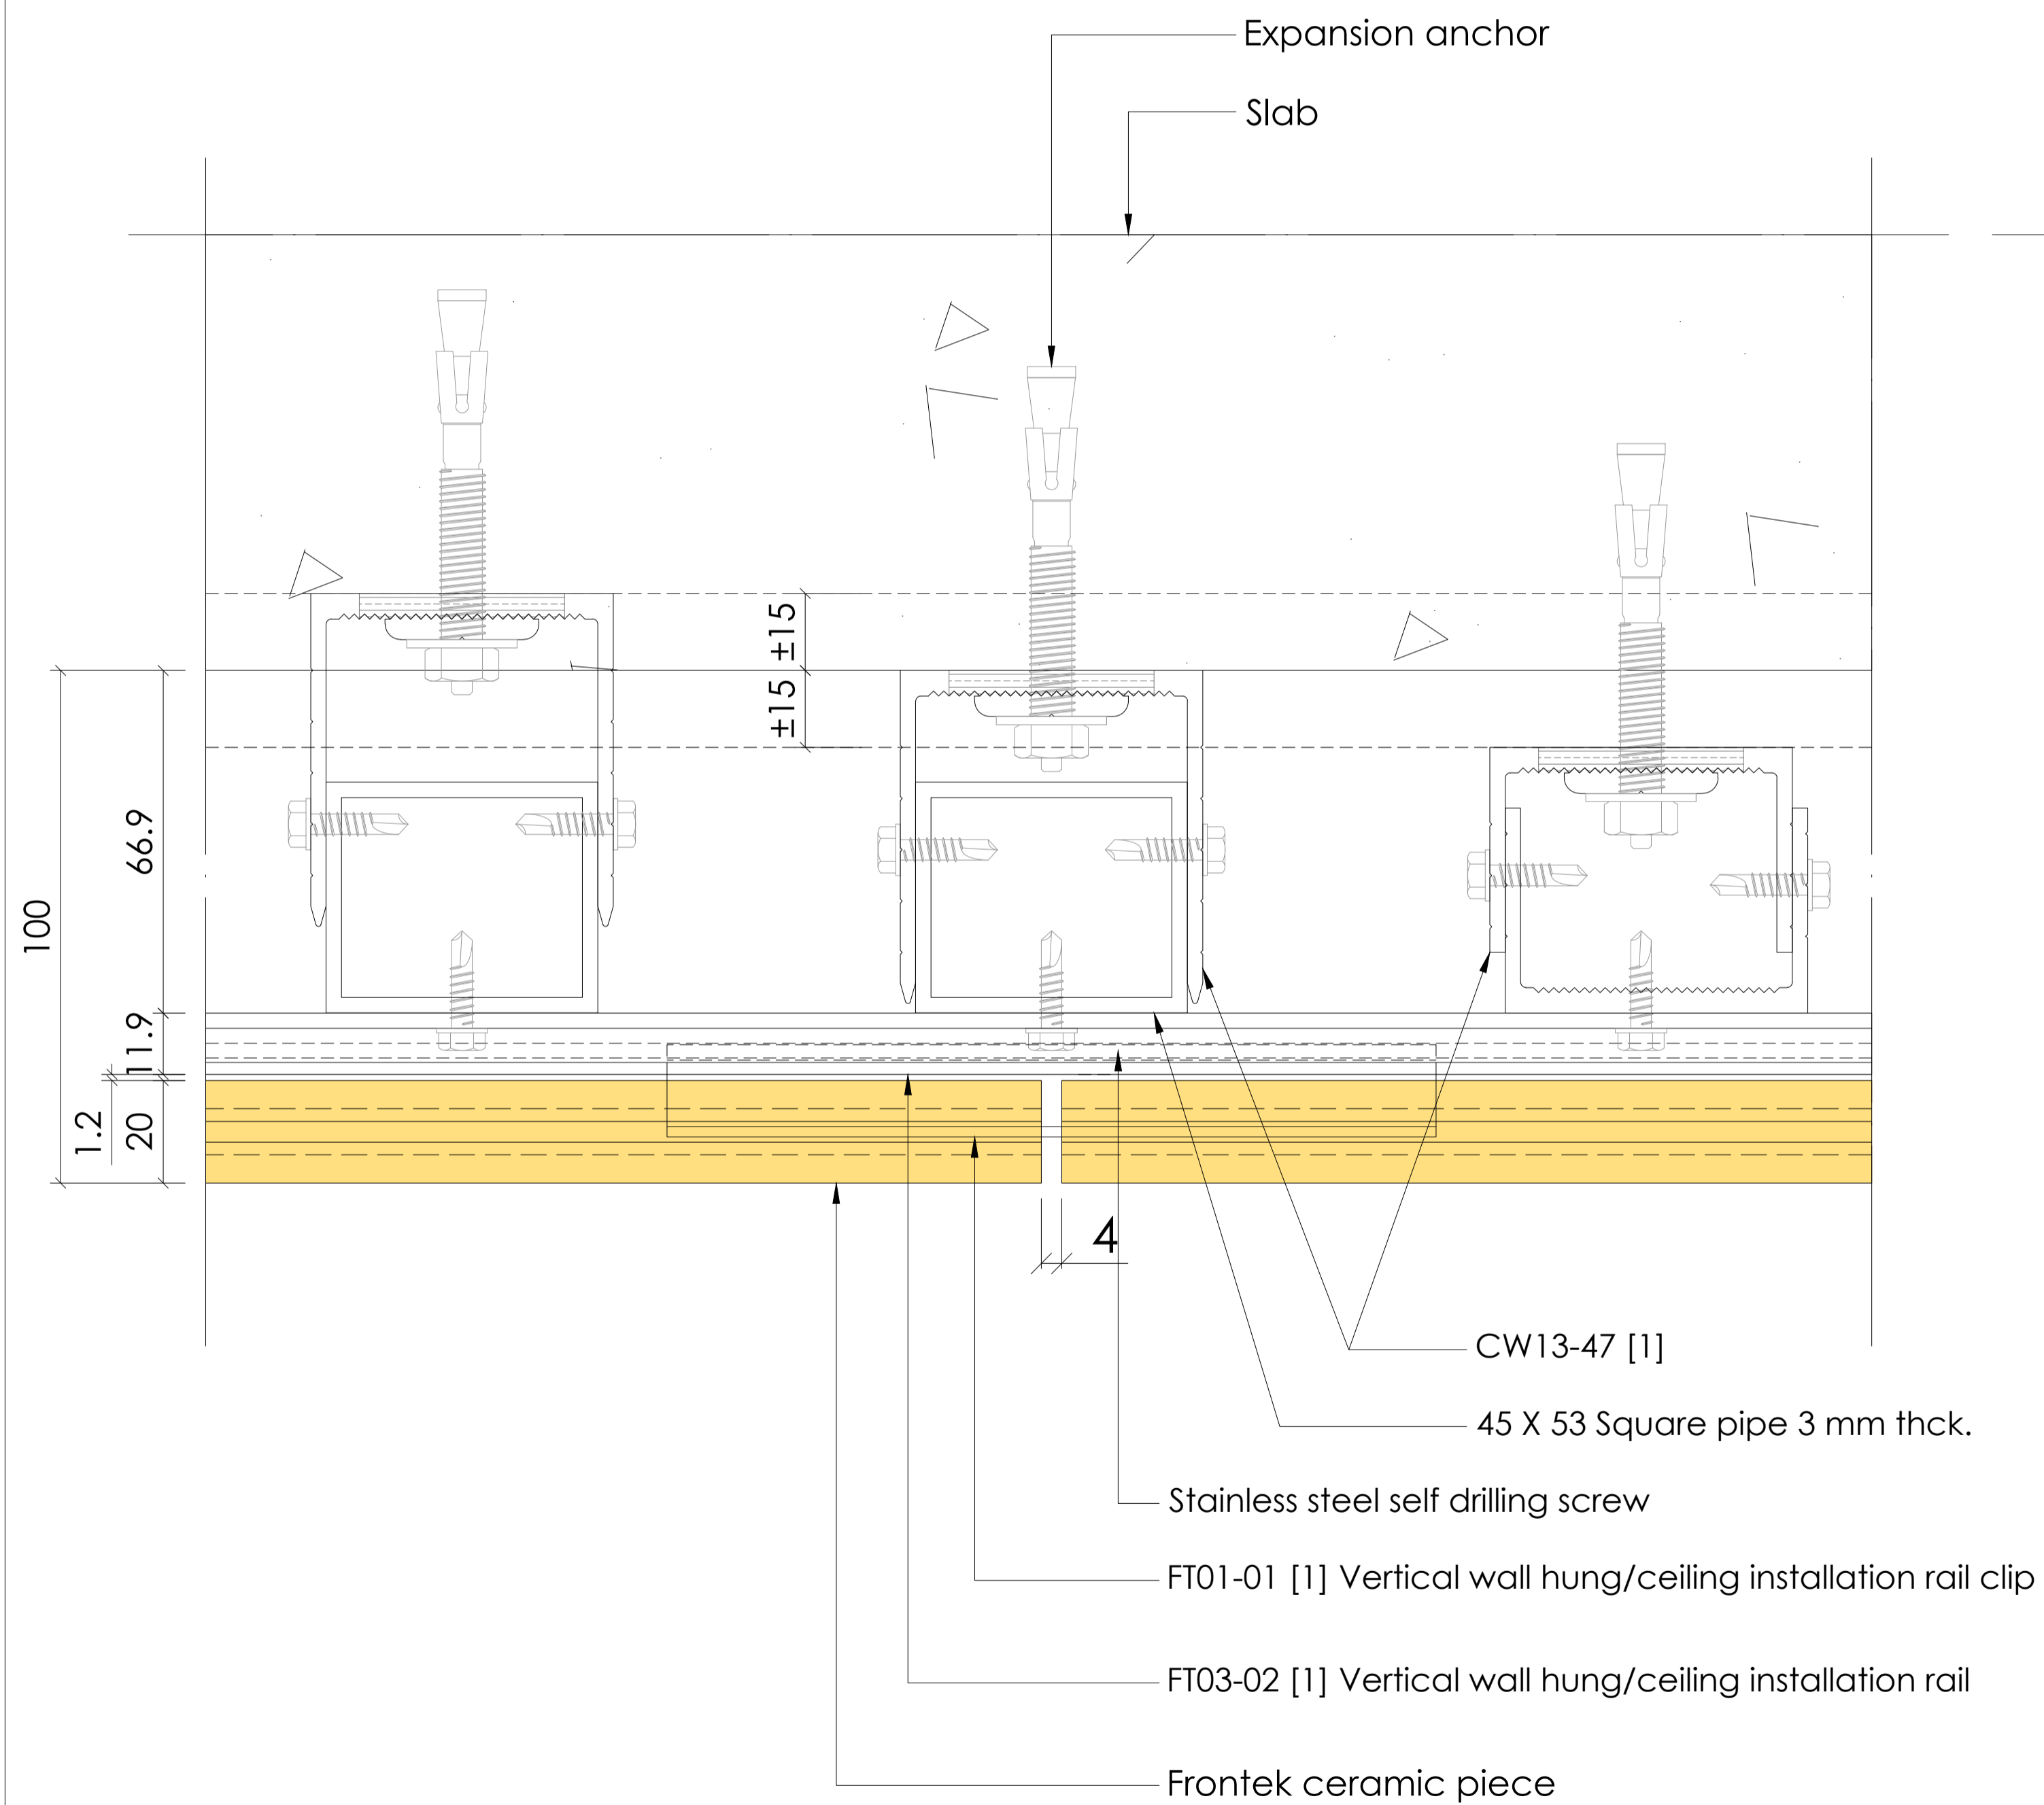 Expansion anchor
Slab
±15
±15
100
66.9
11.9
1.2
20
4
CW13-47 [1]
45 X 53 Square pipe 3 mm thck.
Stainless steel self drilling screw
FT01-01 [1] Vertical wall hung/ceiling installation rail clip
FT03-02 [1] Vertical wall hung/ceiling installation rail
Frontek ceramic piece